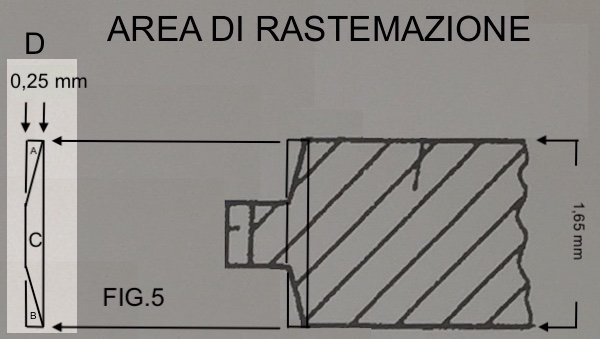 AREA DI RASTEMAZIONE
D
0,25 mm
A
C
B
1,65 mm
FIG.5